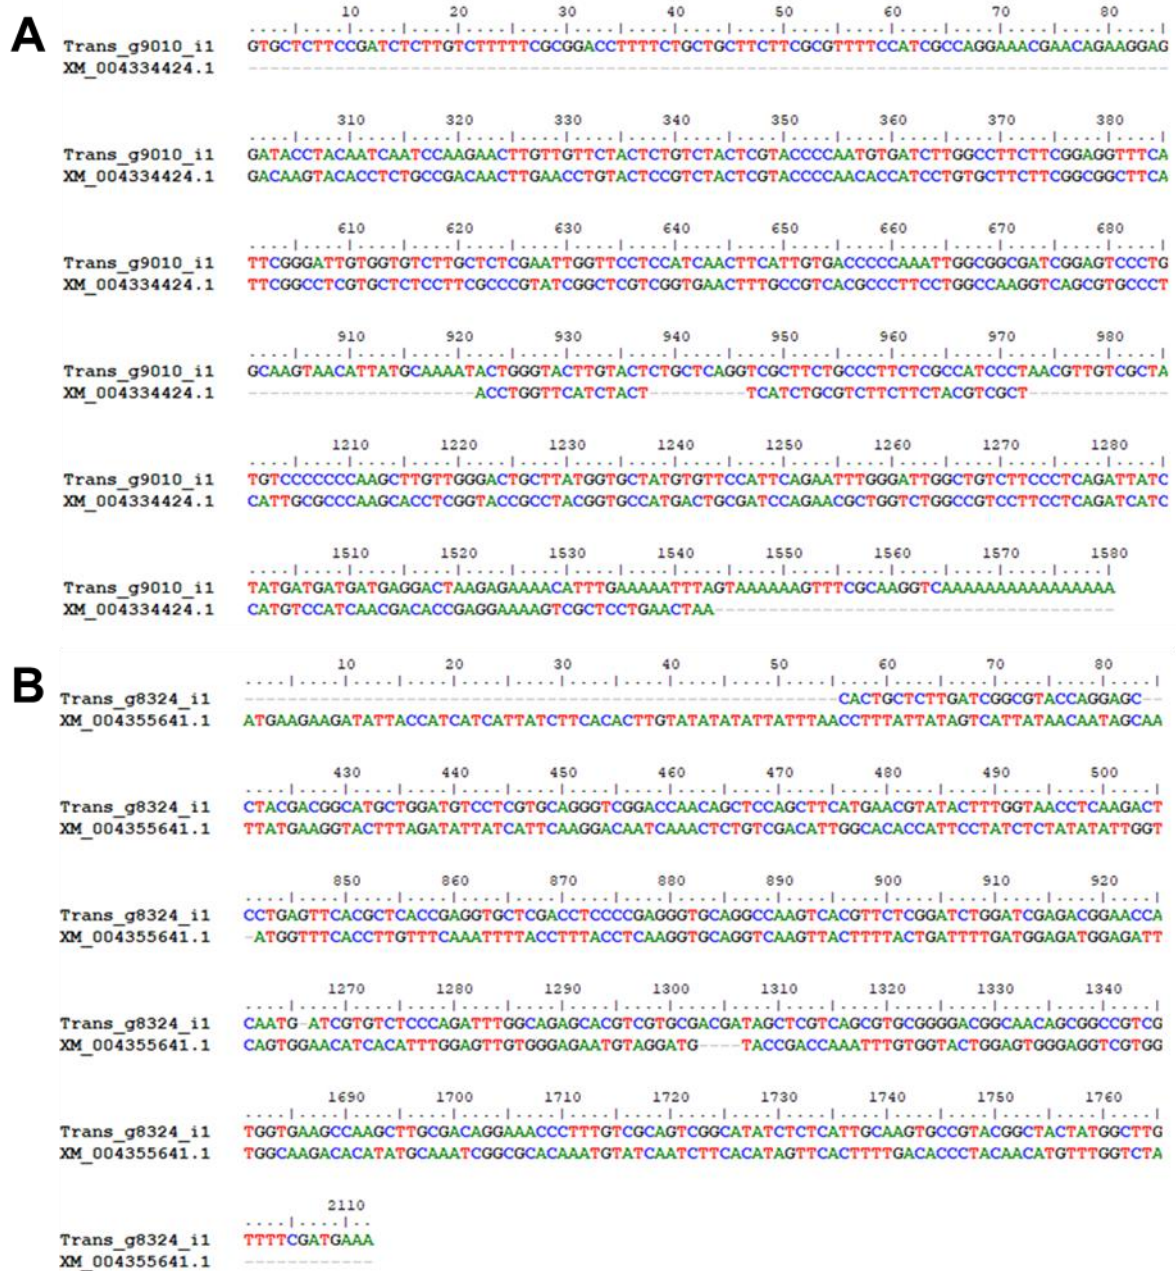 A
10 20 30 40 50 60 70 80
Trans_g9010_i1 GTGCTCTTCCGATCTCTTGTCTTTTTCGCGGACCTTTTCTGCTGCTTCTTCGCGTTTTCCATCGCCAGGAAACGAACAGAAGGAG
XM_004334424.1 -------------------------------------------------------------------------------------
310 320 330 340 350 360 370 380
Trans_g9010_i1 GATACCTACAATCAATCCAAGAACTTGTTGTTCTACTCTGTCTACTCGTACCCCAATGTGATCTTGGCCTTCTTCGGAGGTTTCA
XM_004334424.1 GACAAGTACACCTCTGCCGACAACTTGAACCTGTACTCCGTCTACTCGTACCCCAACACCATCCTGTGCTTCTTCGGCGGCTTCA
610 620 630 640 650 660 670 680
Trans_g9010_i1 TTCGGGATTGTGGTGTCTTGCTCTCGAATTGGTTCCTCCATCAACTTCATTGTGACCCCCAAATTGGCGGCGATCGGAGTCCCTG
XM_004334424.1 TTCGGCCTCGTGCTCTCCTTCGCCCGTATCGGCTCGTCGGTGAACTTTGCCGTCACGCCCTTCCTGGCCAAGGTCAGCGTGCCCT
910 920 930 940 950 960 970 980
Trans_g9010_i1 GCAAGTAACATTATGCAAAATACTGGGTACTTGTACTCTGCTCAGGTCGCTTCTGCCCTTCTCGCCATCCCTAACGTTGTCGCTA
XM_004334424.1 ---------------------ACCTGGTTCATCTACT---------TCATCTGCGTCTTCTTCTACGTCGCT-------------
1210 1220 1230 1240 1250 1260 1270 1280
Trans_g9010_i1 TGTCCCCCCCAAGCTTGTTGGGACTGCTTATGGTGCTATGTGTTCCATTCAGAATTTGGGATTGGCTGTCTTCCCTCAGATTATC
XM_004334424.1 CATTGCGCCCAAGCACCTCGGTACCGCCTACGGTGCCATGACTGCGATCCAGAACGCTGGTCTGGCCGTCCTTCCTCAGATCATC
1510 1520 1530 1540 1550 1560 1570 1580
Trans_g9010_i1 TATGATGATGATGAGGACTAAGAGAAAACATTTGAAAAATTTAGTAAAAAAGTTTCGCAAGGTCAAAAAAAAAAAAAAAA
XM_004334424.1 CATGTCCATCAACGACACCGAGGAAAAGTCGCTCCTGAACTAA-------------------------------------
B
10 20 30 40 50 60 70 80
Trans_g8324_i1 -------------------------------------------------------CACTGCTCTTGATCGGCGTACCAGGAGC--
XM_004355641.1 ATGAAGAAGATATTACCATCATCATTATCTTCACACTTGTATATATATTATTTAACCTTTATTATAGTCATTATAACAATAGCAA
430 440 450 460 470 480 490 500
Trans_g8324_i1 CTACGACGGCATGCTGGATGTCCTCGTGCAGGGTCGGACCAACAGCTCCAGCTTCATGAACGTATACTTTGGTAACCTCAAGACT
XM_004355641.1 TTATGAAGGTACTTTAGATATTATCATTCAAGGACAATCAAACTCTGTCGACATTGGCACACCATTCCTATCTCTATATATTGGT
850 860 870 880 890 900 910 920
Trans_g8324_i1 CCTGAGTTCACGCTCACCGAGGTGCTCGACCTCCCCGAGGGTGCAGGCCAAGTCACGTTCTCGGATCTGGATCGAGACGGAACCA
XM_004355641.1 -ATGGTTTCACCTTGTTTCAAATTTTACCTTTACCTCAAGGTGCAGGTCAAGTTACTTTTACTGATTTTGATGGAGATGGAGATT
1270 1280 1290 1300 1310 1320 1330 1340
Trans_g8324_i1 CAATG-ATCGTGTCTCCCAGATTTGGCAGAGCACGTCGTGCGACGATAGCTCGTCAGCGTGCGGGGACGGCAACAGCGGCCGTCG
XM_004355641.1 CAGTGGAACATCACATTTGGAGTTGTGGGAGAATGTAGGATG----TACCGACCAAATTTGTGGTACTGGAGTGGGAGGTCGTGG
1690 1700 1710 1720 1730 1740 1750 1760
Trans_g8324_i1 TGGTGAAGCCAAGCTTGCGACAGGAAACCCTTTGTCGCAGTCGGCATATCTCTCATTGCAAGTGCCGTACGGCTACTATGGCTTG
XM_004355641.1 TGGCAAGACACATATGCAAATCGGCGCACAAATGTATCAATCTTCACATAGTTCACTTTTGACACCCTACAACATGTTTGGTCTA
2110
Trans_g8324_i1 TTTTCGATGAAA
XM_004355641.1 ------------